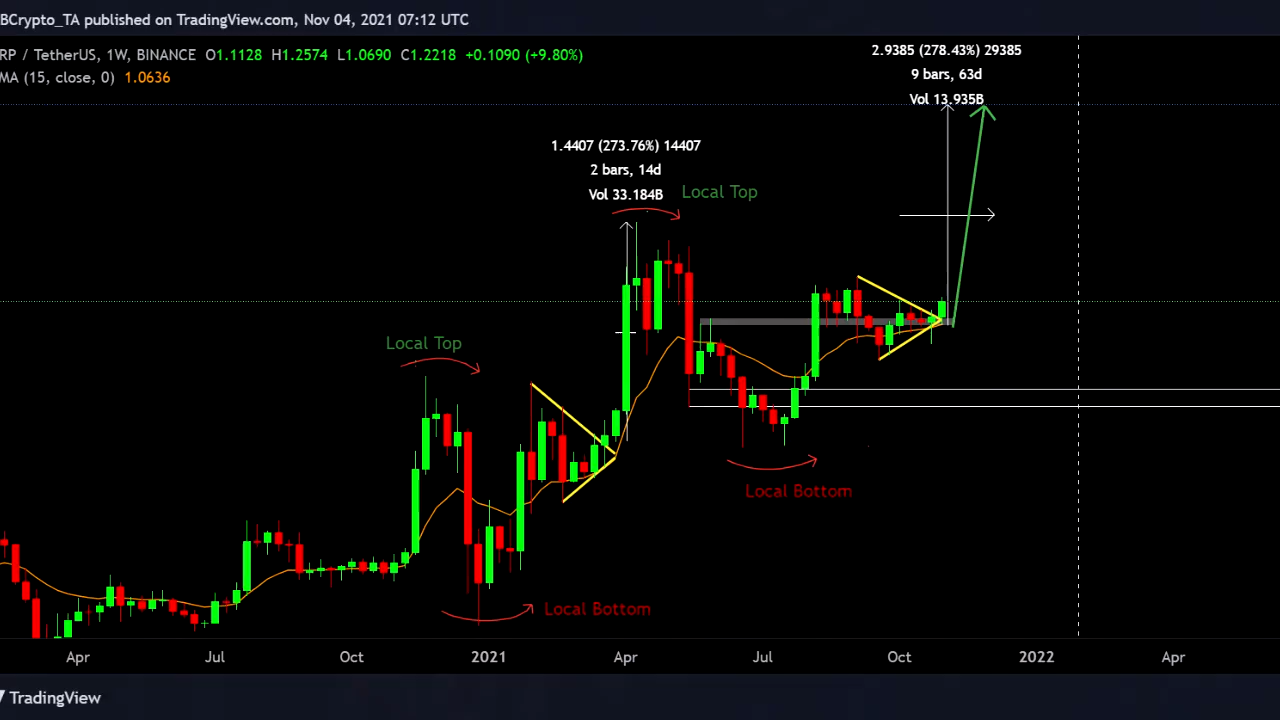 BCrypto_TA published on TradingView.com, Nov 04, 2021 07:12 UTC
RP / TetherUS, 1W, BINANCE O1.1128 H1.2574 L1.0690 C1.2218 +0.1090 (+9.80%)
MA (15, close, 0) 1.0636
2.9385 (278.43%) 29385
9 bars, 63d
Vol 13.935B
1.4407 (273.76%) 14407
2 bars, 14d
Vol 33.184B
Local Top
Local Top
Local Bottom
Local Bottom
Apr Jul Oct 2021 Apr Jul Oct 2022 Apr
TradingView